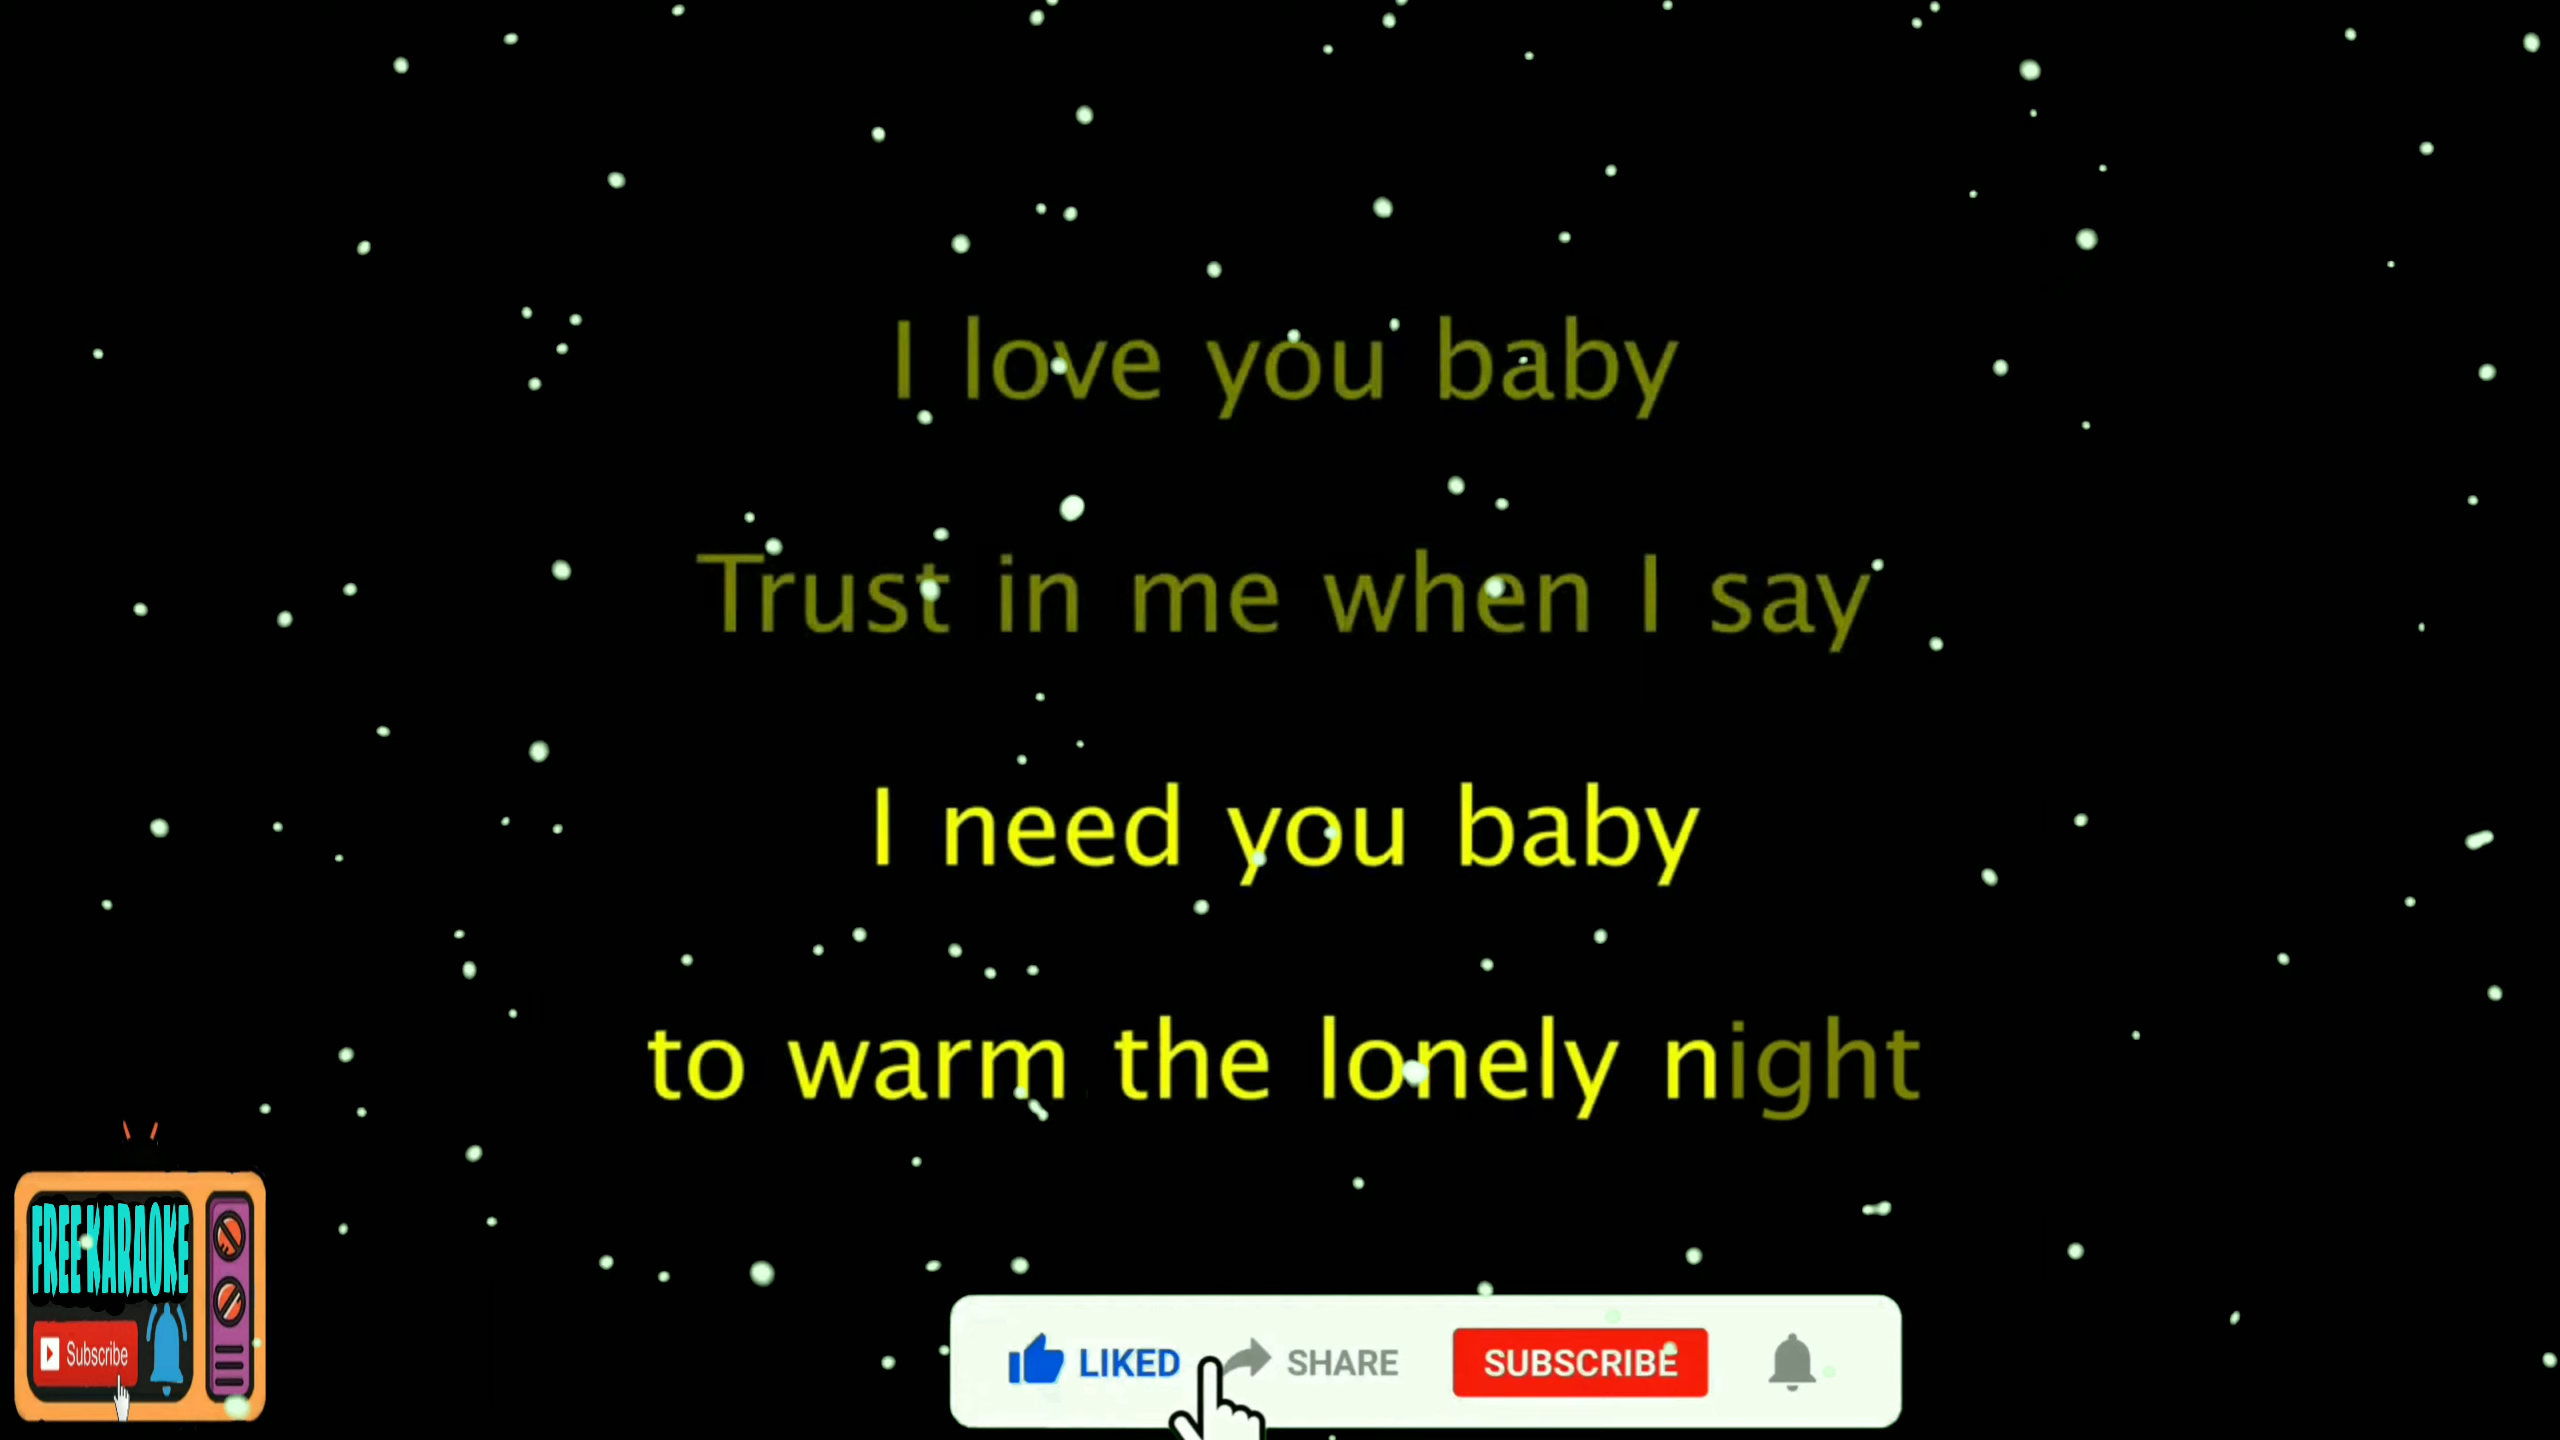 I love you baby
Trust in me when I say
I need you baby
to warm the lonely night
FREE KARAOKE
Subscribe
LIKED SHARE SUBSCRIBE